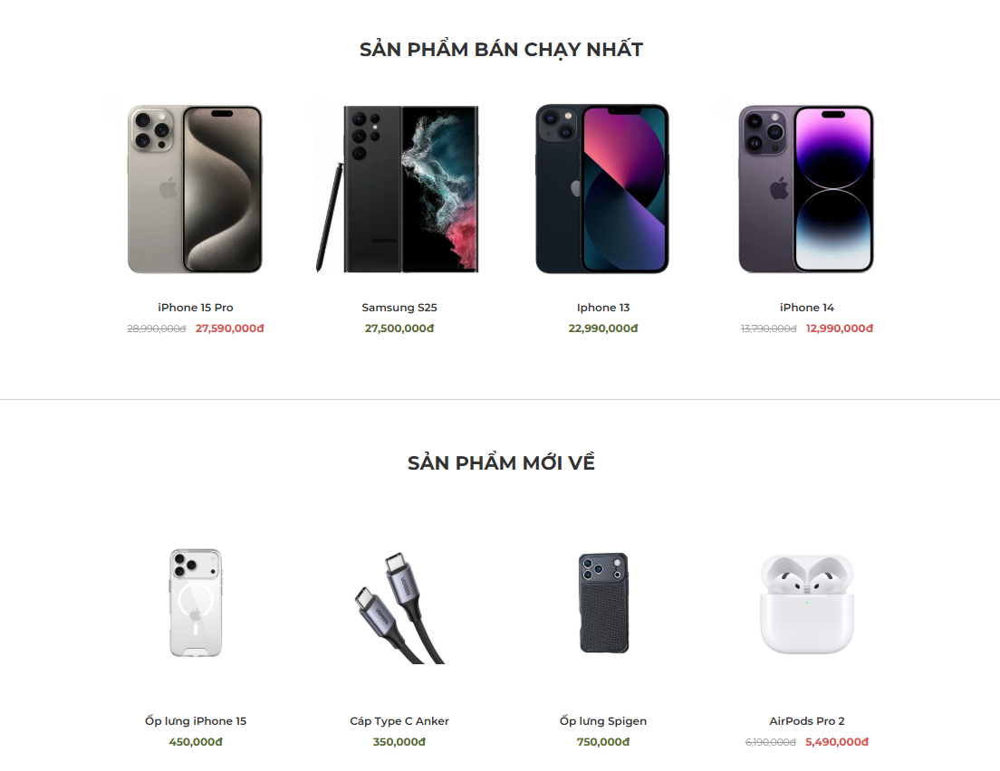 SẢN PHẨM BÁN CHẠY NHẤT
SAMSUNG
iPhone 15 Pro
28,990,000đ 27,590,000đ
Samsung S25
27,500,000đ
Iphone 13
22,990,000đ
iPhone 14
13,790,000đ 12,990,000đ
SẢN PHẨM MỚI VỀ
UGREEN
UGREEN
Ốp lưng iPhone 15
450,000đ
Cáp Type C Anker
350,000đ
Ốp lưng Spigen
750,000đ
AirPods Pro 2
6,190,000đ 5,490,000đ